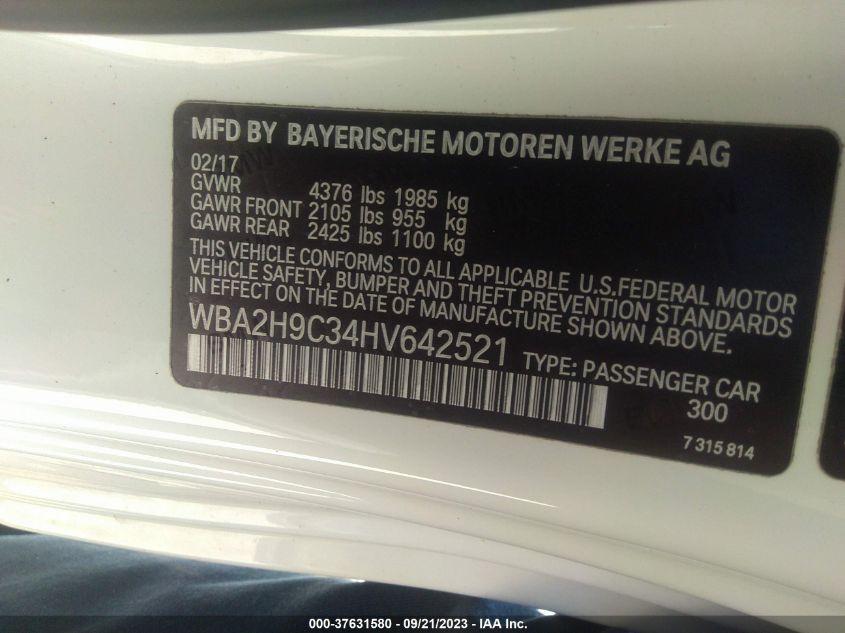 MFD BY BAYERISCHE MOTOREN WERKE AG
02/17
GVWR 4376 lbs 1985 kg
GAWR FRONT 2105 lbs 955 kg
GAWR REAR 2425 lbs 1100 kg
THIS VEHICLE CONFORMS TO ALL APPLICABLE U.S.FEDERAL MOTOR
VEHICLE SAFETY, BUMPER AND THEFT PREVENTION STANDARDS
IN EFFECT ON THE DATE OF MANUFACTURE SHOWN ABOVE.
WBA2H9C34HV642521 TYPE: PASSENGER CAR
300
7 315 814
000-37631580 - 09/21/2023 - IAA Inc.